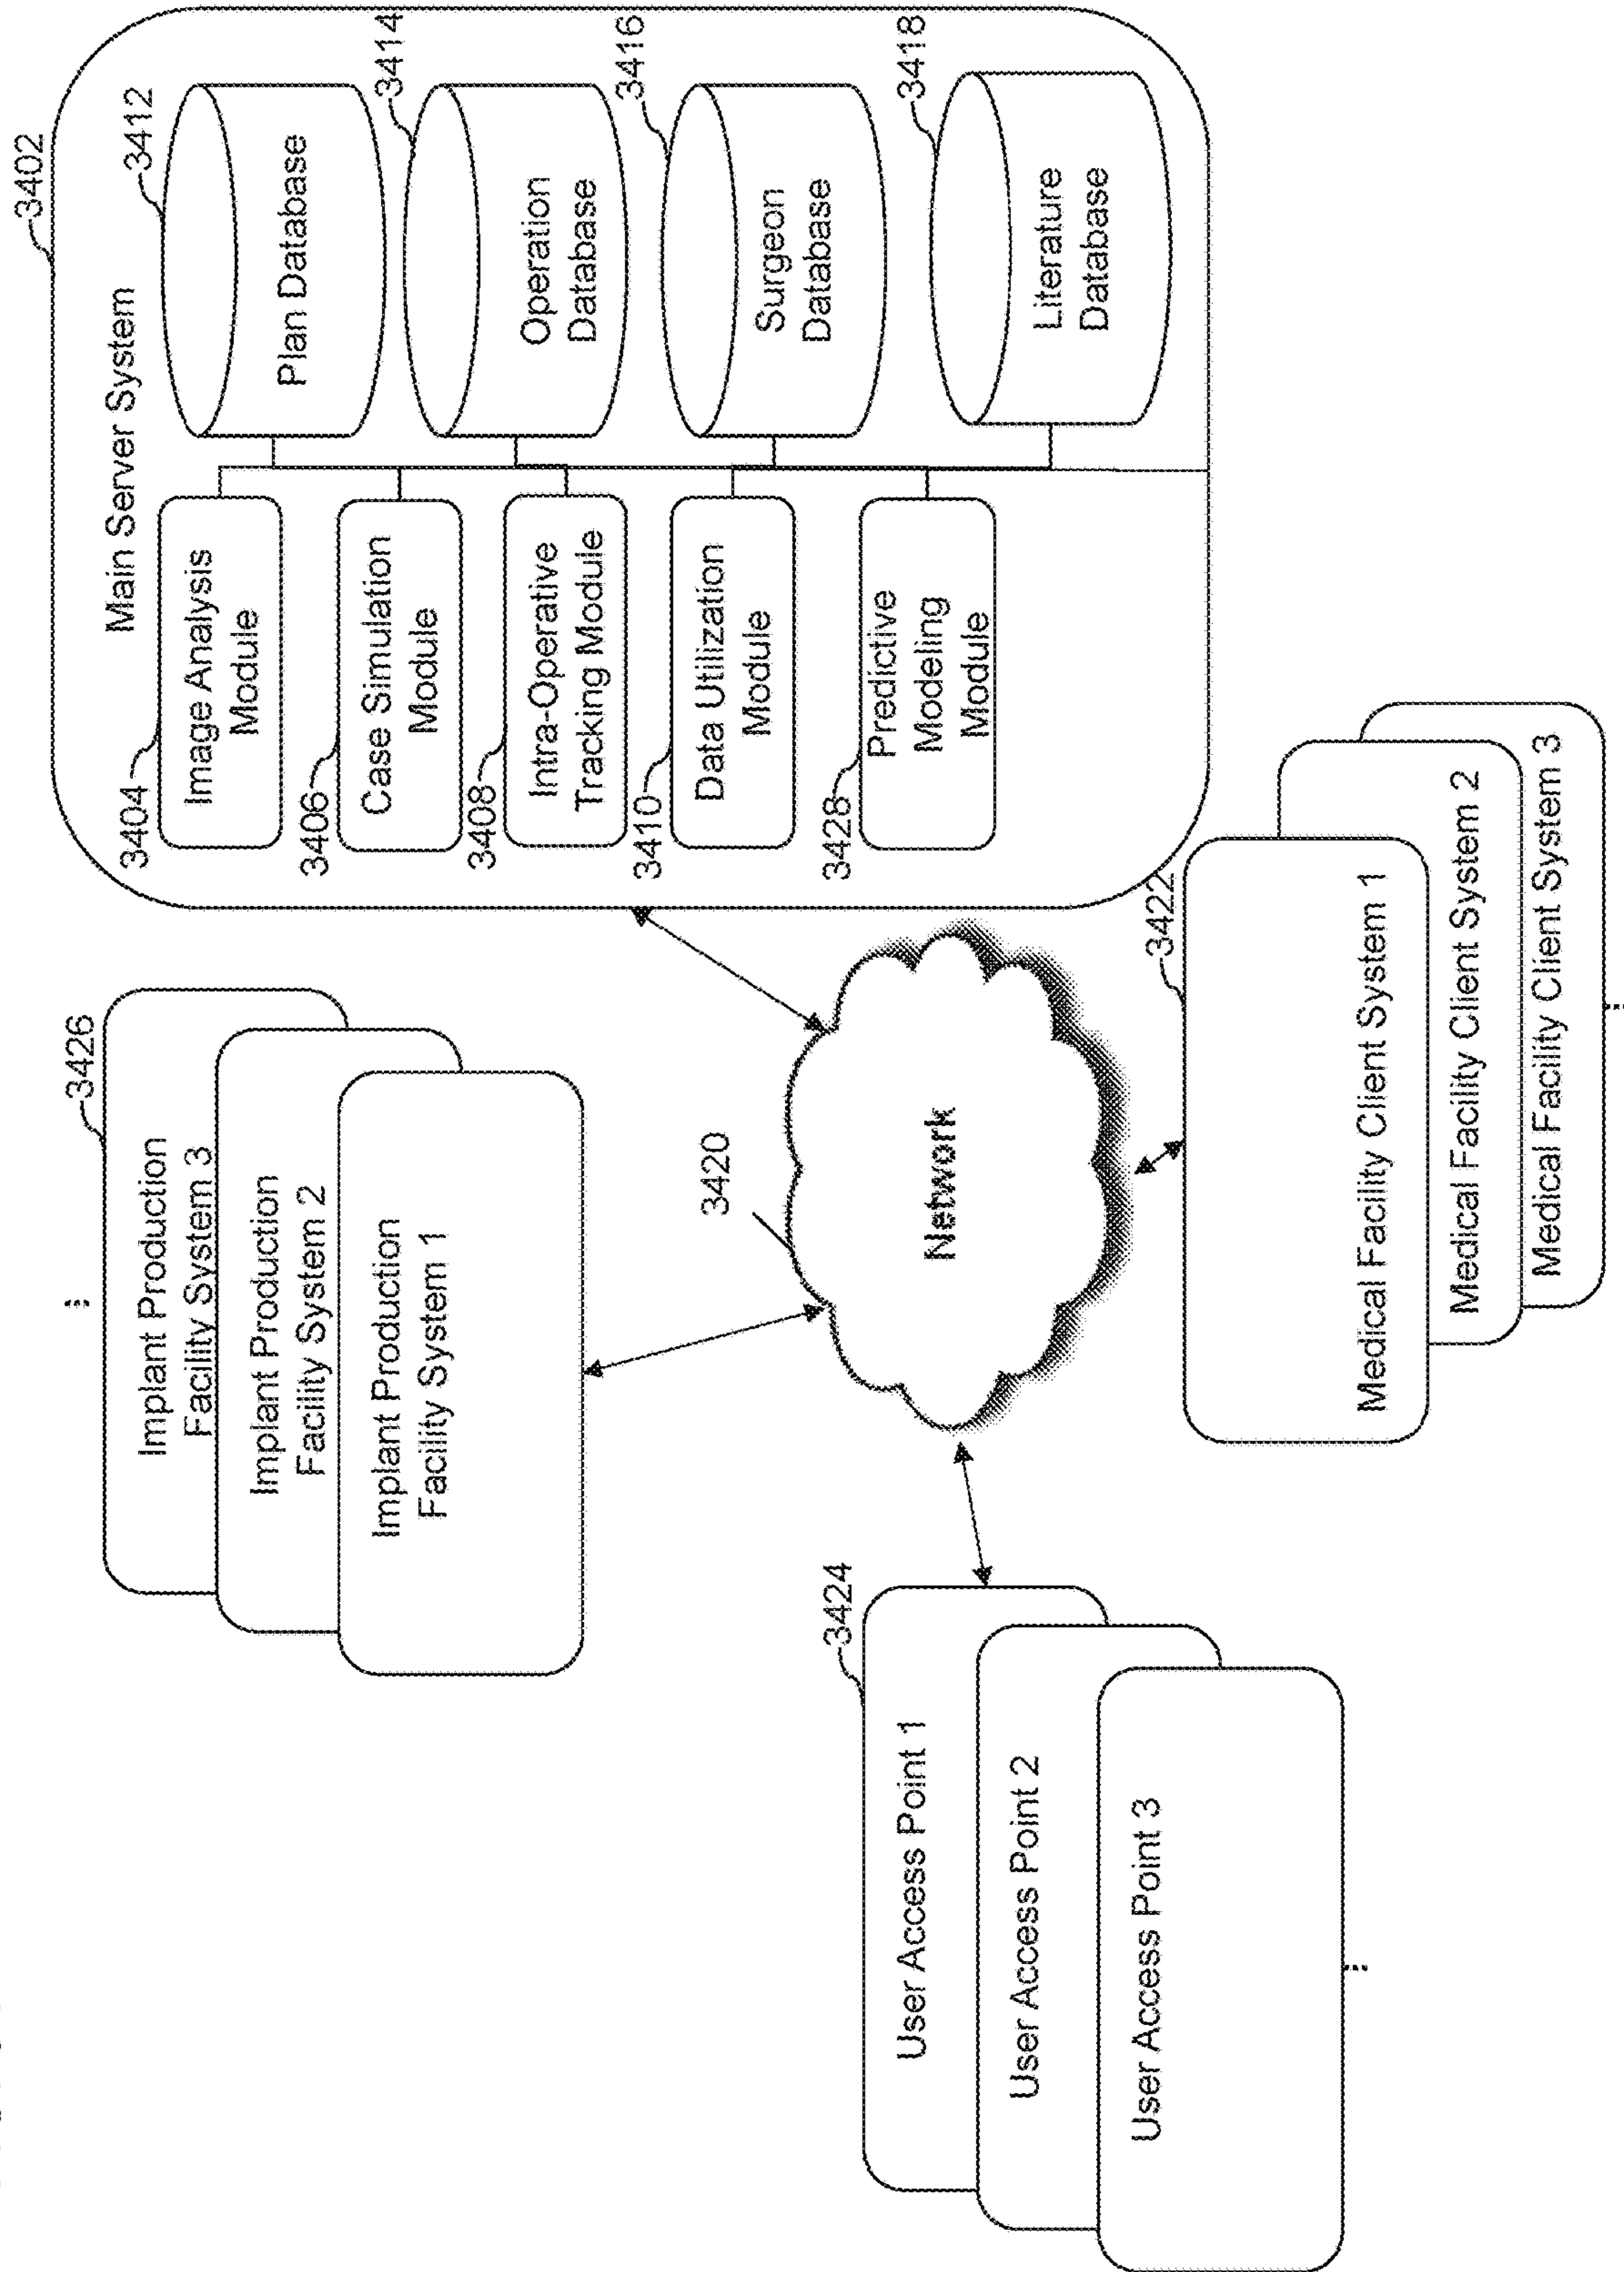 3402
Main Server System
3404
Image Analysis
Module
3412
Plan Database
3406
Case Simulation
Module
3414
Operation
Database
3408
Intra-Operative
Tracking Module
3416
Surgeon
Database
3410
Data Utilization
Module
3418
Literature
Database
3428
Predictive
Modeling
Module
3426
Implant Production
Facility System 3
Implant Production
Facility System 2
Implant Production
Facility System 1
3420
Network
3424
User Access Point 1
User Access Point 2
User Access Point 3
3422
Medical Facility Client System 1
Medical Facility Client System 2
Medical Facility Client System 3